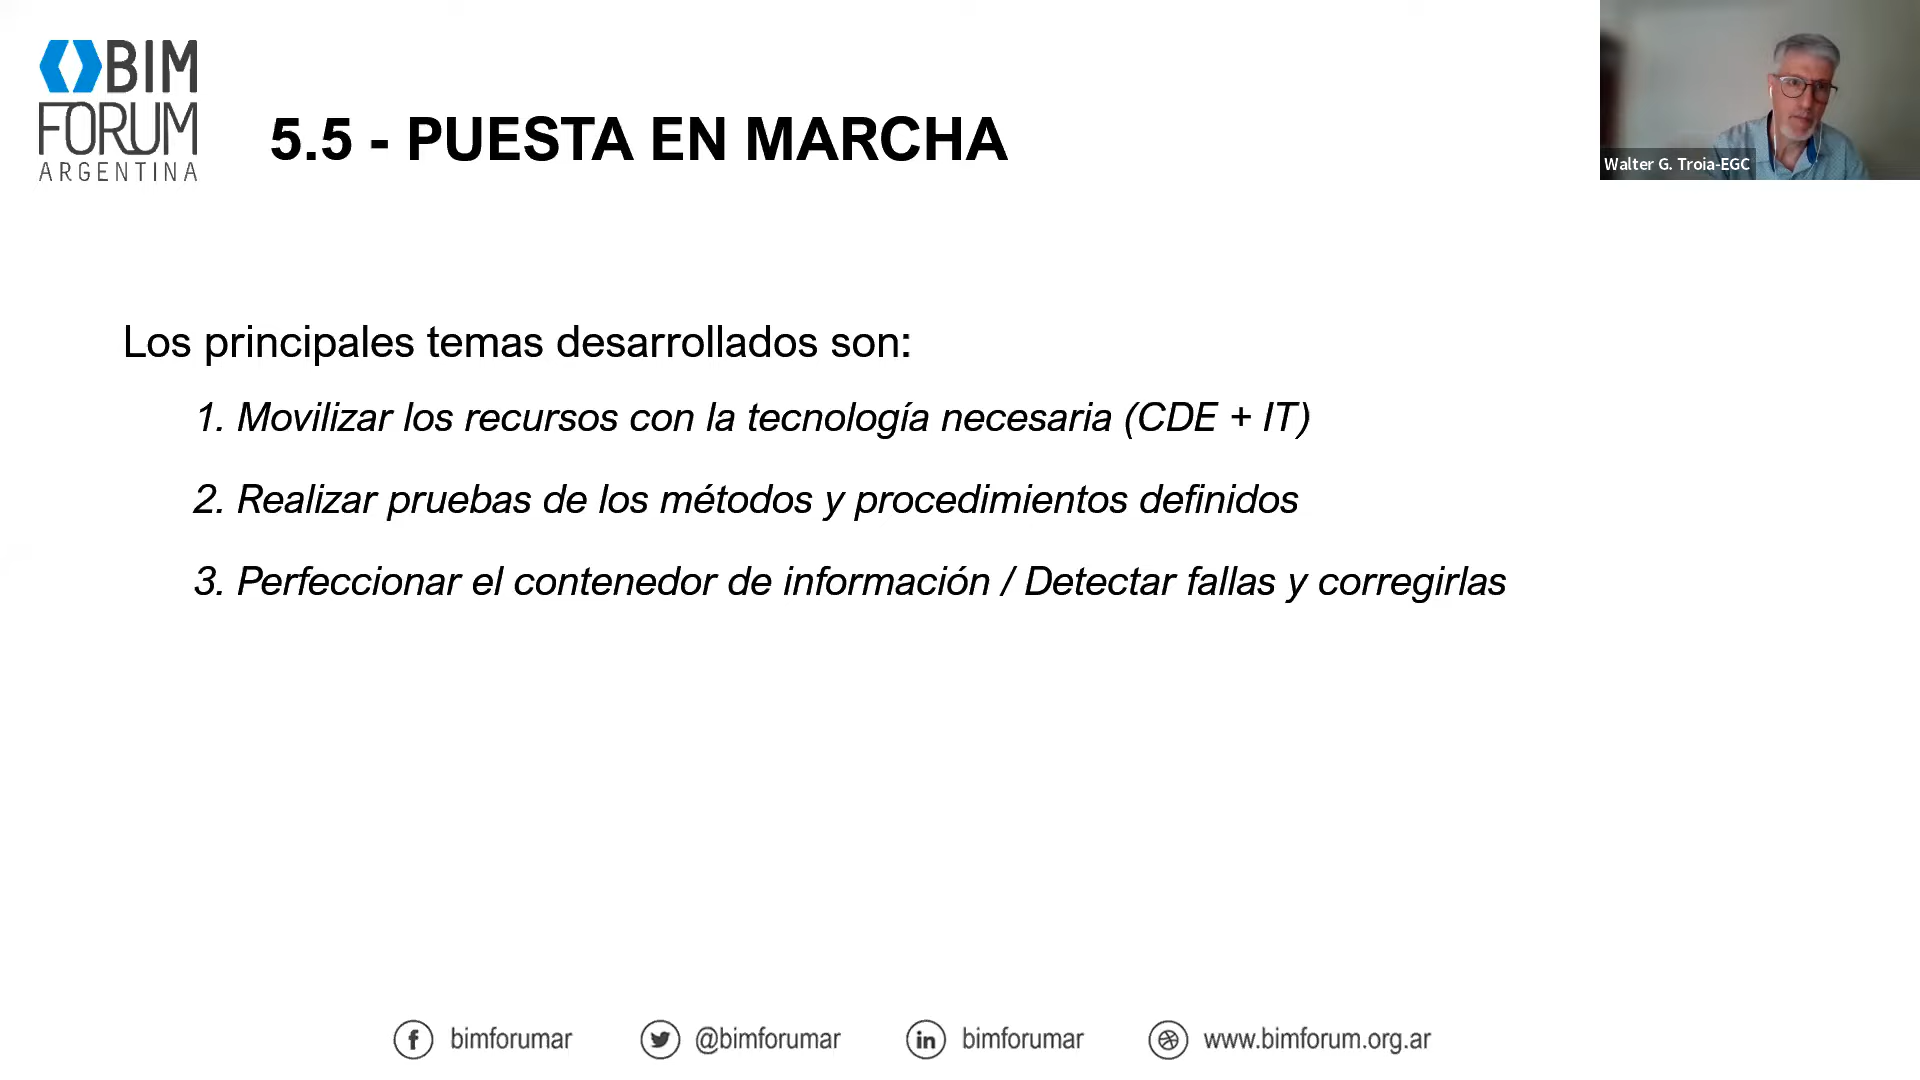 BIM
FORUM
ARGENTINA
5.5 - PUESTA EN MARCHA
Walter G. Troia-EGC
Los principales temas desarrollados son:
1. Movilizar los recursos con la tecnología necesaria (CDE + IT)
2. Realizar pruebas de los métodos y procedimientos definidos
3. Perfeccionar el contenedor de información / Detectar fallas y corregirlas
bimforumar
@bimforumar
bimforumar
www.bimforum.org.ar